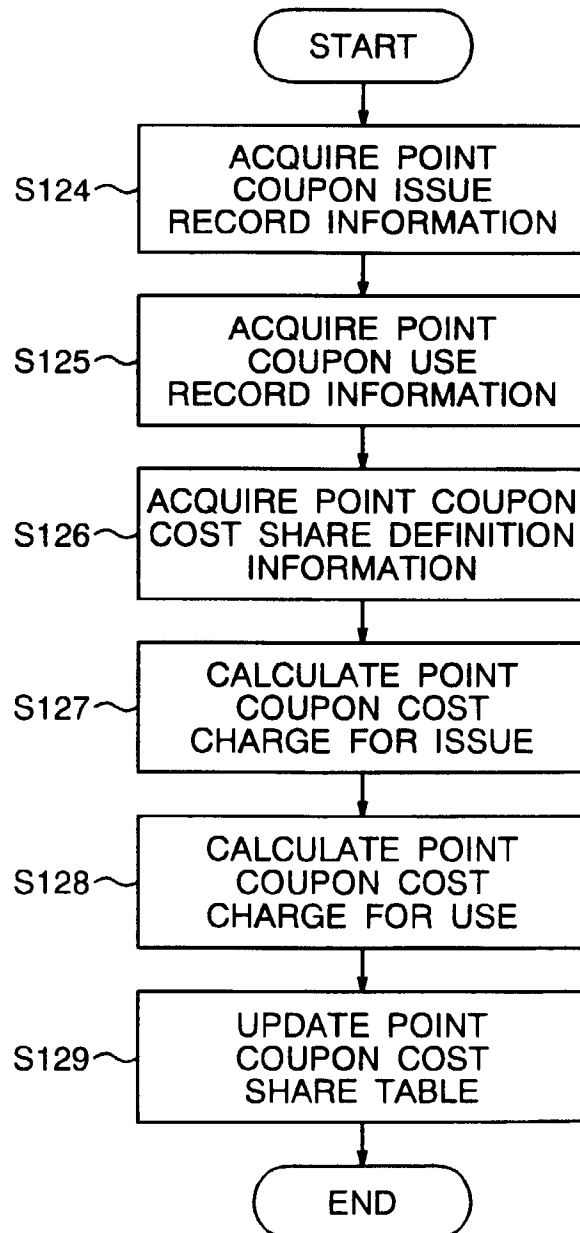 START
S124
ACQUIRE POINT
COUPON ISSUE
RECORD INFORMATION
S125
ACQUIRE POINT
COUPON USE
RECORD INFORMATION
S126
ACQUIRE POINT COUPON
COST SHARE DEFINITION
INFORMATION
S127
CALCULATE POINT
COUPON COST
CHARGE FOR ISSUE
S128
CALCULATE POINT
COUPON COST
CHARGE FOR USE
S129
UPDATE POINT
COUPON COST
SHARE TABLE
END